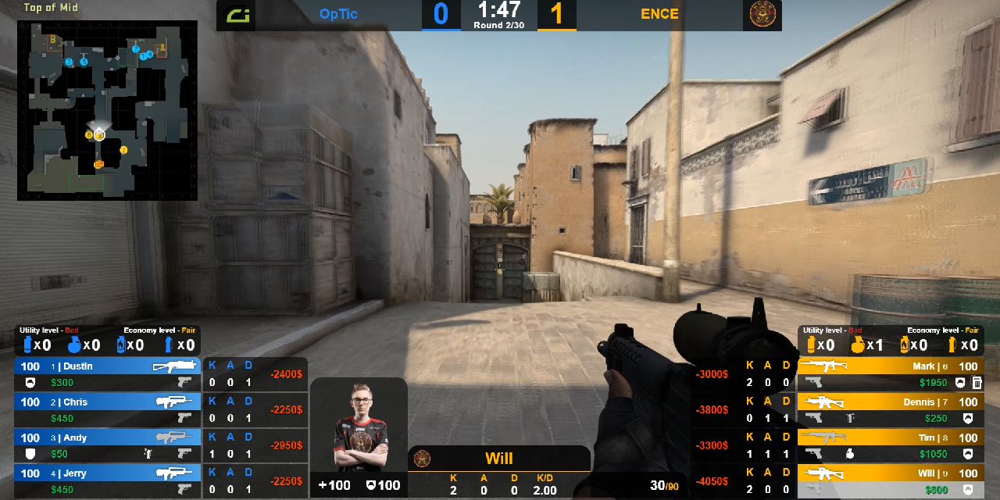 Top of Mid
B
A
OpTic
0
1:47
Round 2/30
1
ENCE
Utility level - Bad
Economy level - Fair
x0 x0 x0 x0
100 1 | Dustin
$300
K A D
0 0 1
-2400$
100 2 | Chris
$450
K A D
0 0 1
-2250$
100 3 | Andy
$50
K A D
1 0 1
-2950$
100 4 | Jerry
$450
K A D
0 0 1
-2250$
+100 100
Will
K A D K/D
2 0 0 2.00
30/90
Utility level - Bad
Economy level - Fair
x0 x1 x0 x0
-3000$
K A D
2 0 0
Mark | 6 100
$1950
-3800$
K A D
0 1 1
Dennis | 7 100
$250
-3300$
K A D
1 1 1
Tim | 8 100
$1050
-4050$
K A D
2 0 0
Will | 9 100
$600